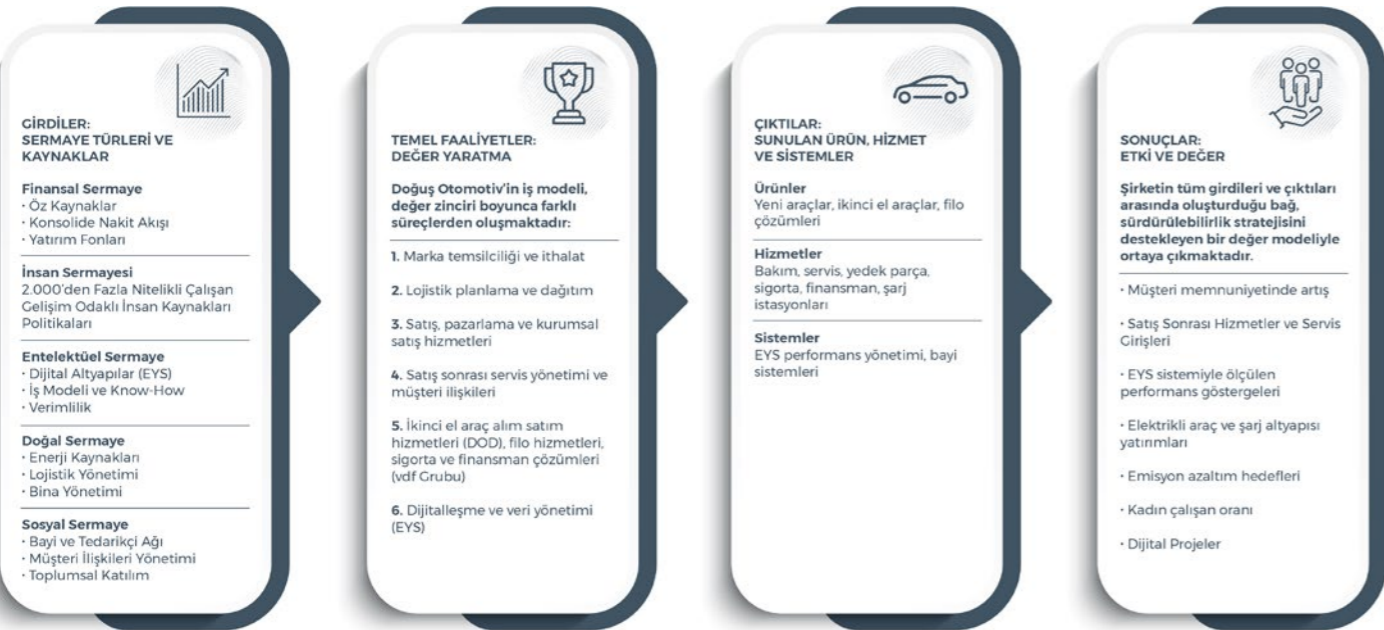 GİRDİLER:
SERMAYE TÜRLERİ VE
KAYNAKLAR
Finansal Sermaye
• Öz Kaynaklar
• Konsolide Nakit Akışı
• Yatırım Fonları
İnsan Sermayesi
2.000'den Fazla Nitelikli Çalışan
Gelişim Odaklı İnsan Kaynakları
Politikaları
Entelektüel Sermaye
• Dijital Altyapılar (EYS)
• İş Modeli ve Know-How
• Verimlilik
Doğal Sermaye
• Enerji Kaynakları
• Lojistik Yönetimi
• Bina Yönetimi
Sosyal Sermaye
• Bayi ve Tedarikçi Ağı
• Müşteri İlişkileri Yönetimi
• Toplumsal Katılım
TEMEL FAALİYETLER:
DEĞER YARATMA
Doğuş Otomotiv'in iş modeli,
değer zinciri boyunca farklı
süreçlerden oluşmaktadır:
1. Marka temsilciliği ve ithalat
2. Lojistik planlama ve dağıtım
3. Satış, pazarlama ve kurumsal
satış hizmetleri
4. Satış sonrası servis yönetimi ve
müşteri ilişkileri
5. İkinci el araç alım satım
hizmetleri (DOD), filo hizmetleri,
sigorta ve finansman çözümleri
(vdf Grubu)
6. Dijitalleşme ve veri yönetimi
(EYS)
ÇIKTILAR:
SUNULAN ÜRÜN, HİZMET
VE SİSTEMLER
Ürünler
Yeni araçlar, ikinci el araçlar, filo
çözümleri
Hizmetler
Bakım, servis, yedek parça,
sigorta, finansman, şarj
istasyonları
Sistemler
EYS performans yönetimi, bayi
sistemleri
SONUÇLAR:
ETKİ VE DEĞER
Şirketin tüm girdileri ve çıktıları
arasında oluşturduğu bağ,
sürdürülebilirlik stratejisini
destekleyen bir değer modeliyle
ortaya çıkmaktadır.
• Müşteri memnuniyetinde artış
• Satış Sonrası Hizmetler ve Servis
Girişleri
• EYS sistemiyle ölçülen
performans göstergeleri
• Elektrikli araç ve şarj altyapısı
yatırımları
• Emisyon azaltım hedefleri
• Kadın çalışan oranı
• Dijital Projeler